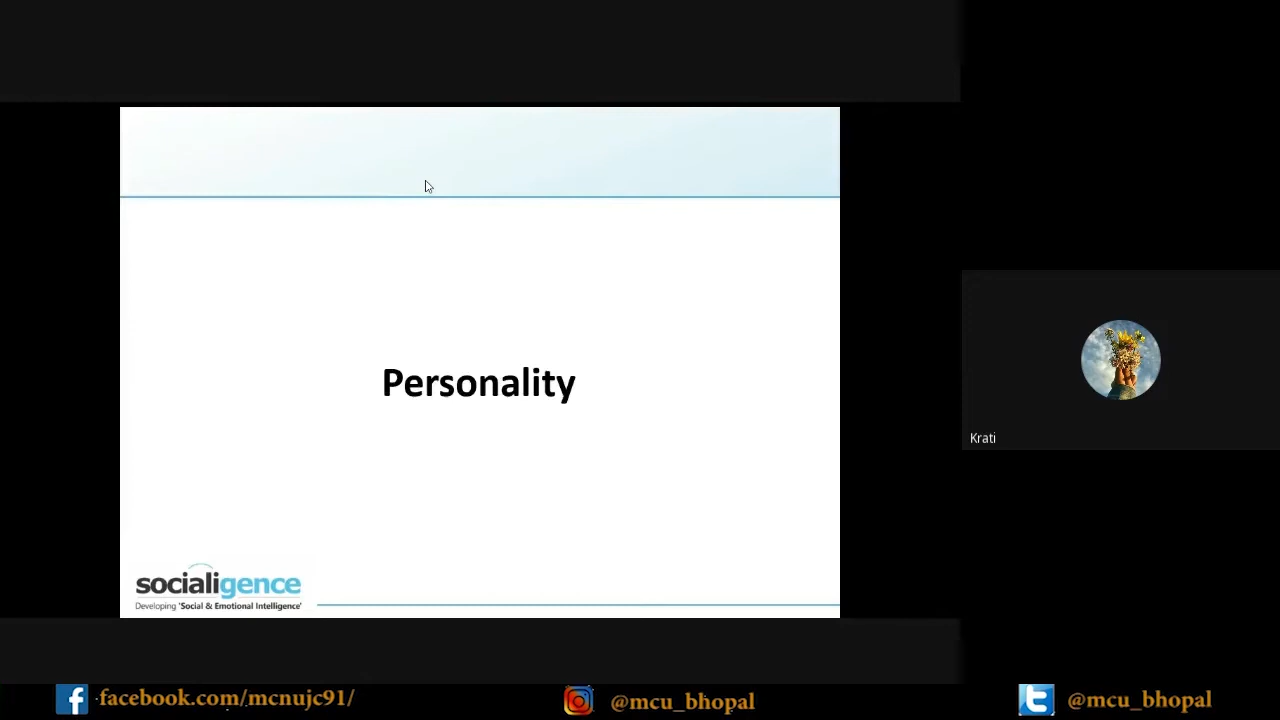 Personality
socialigence
Developing 'Social & Emotional Intelligence'
Krati
facebook.com/mcnujc91/
@mcu_bhopal
@mcu_bhopal